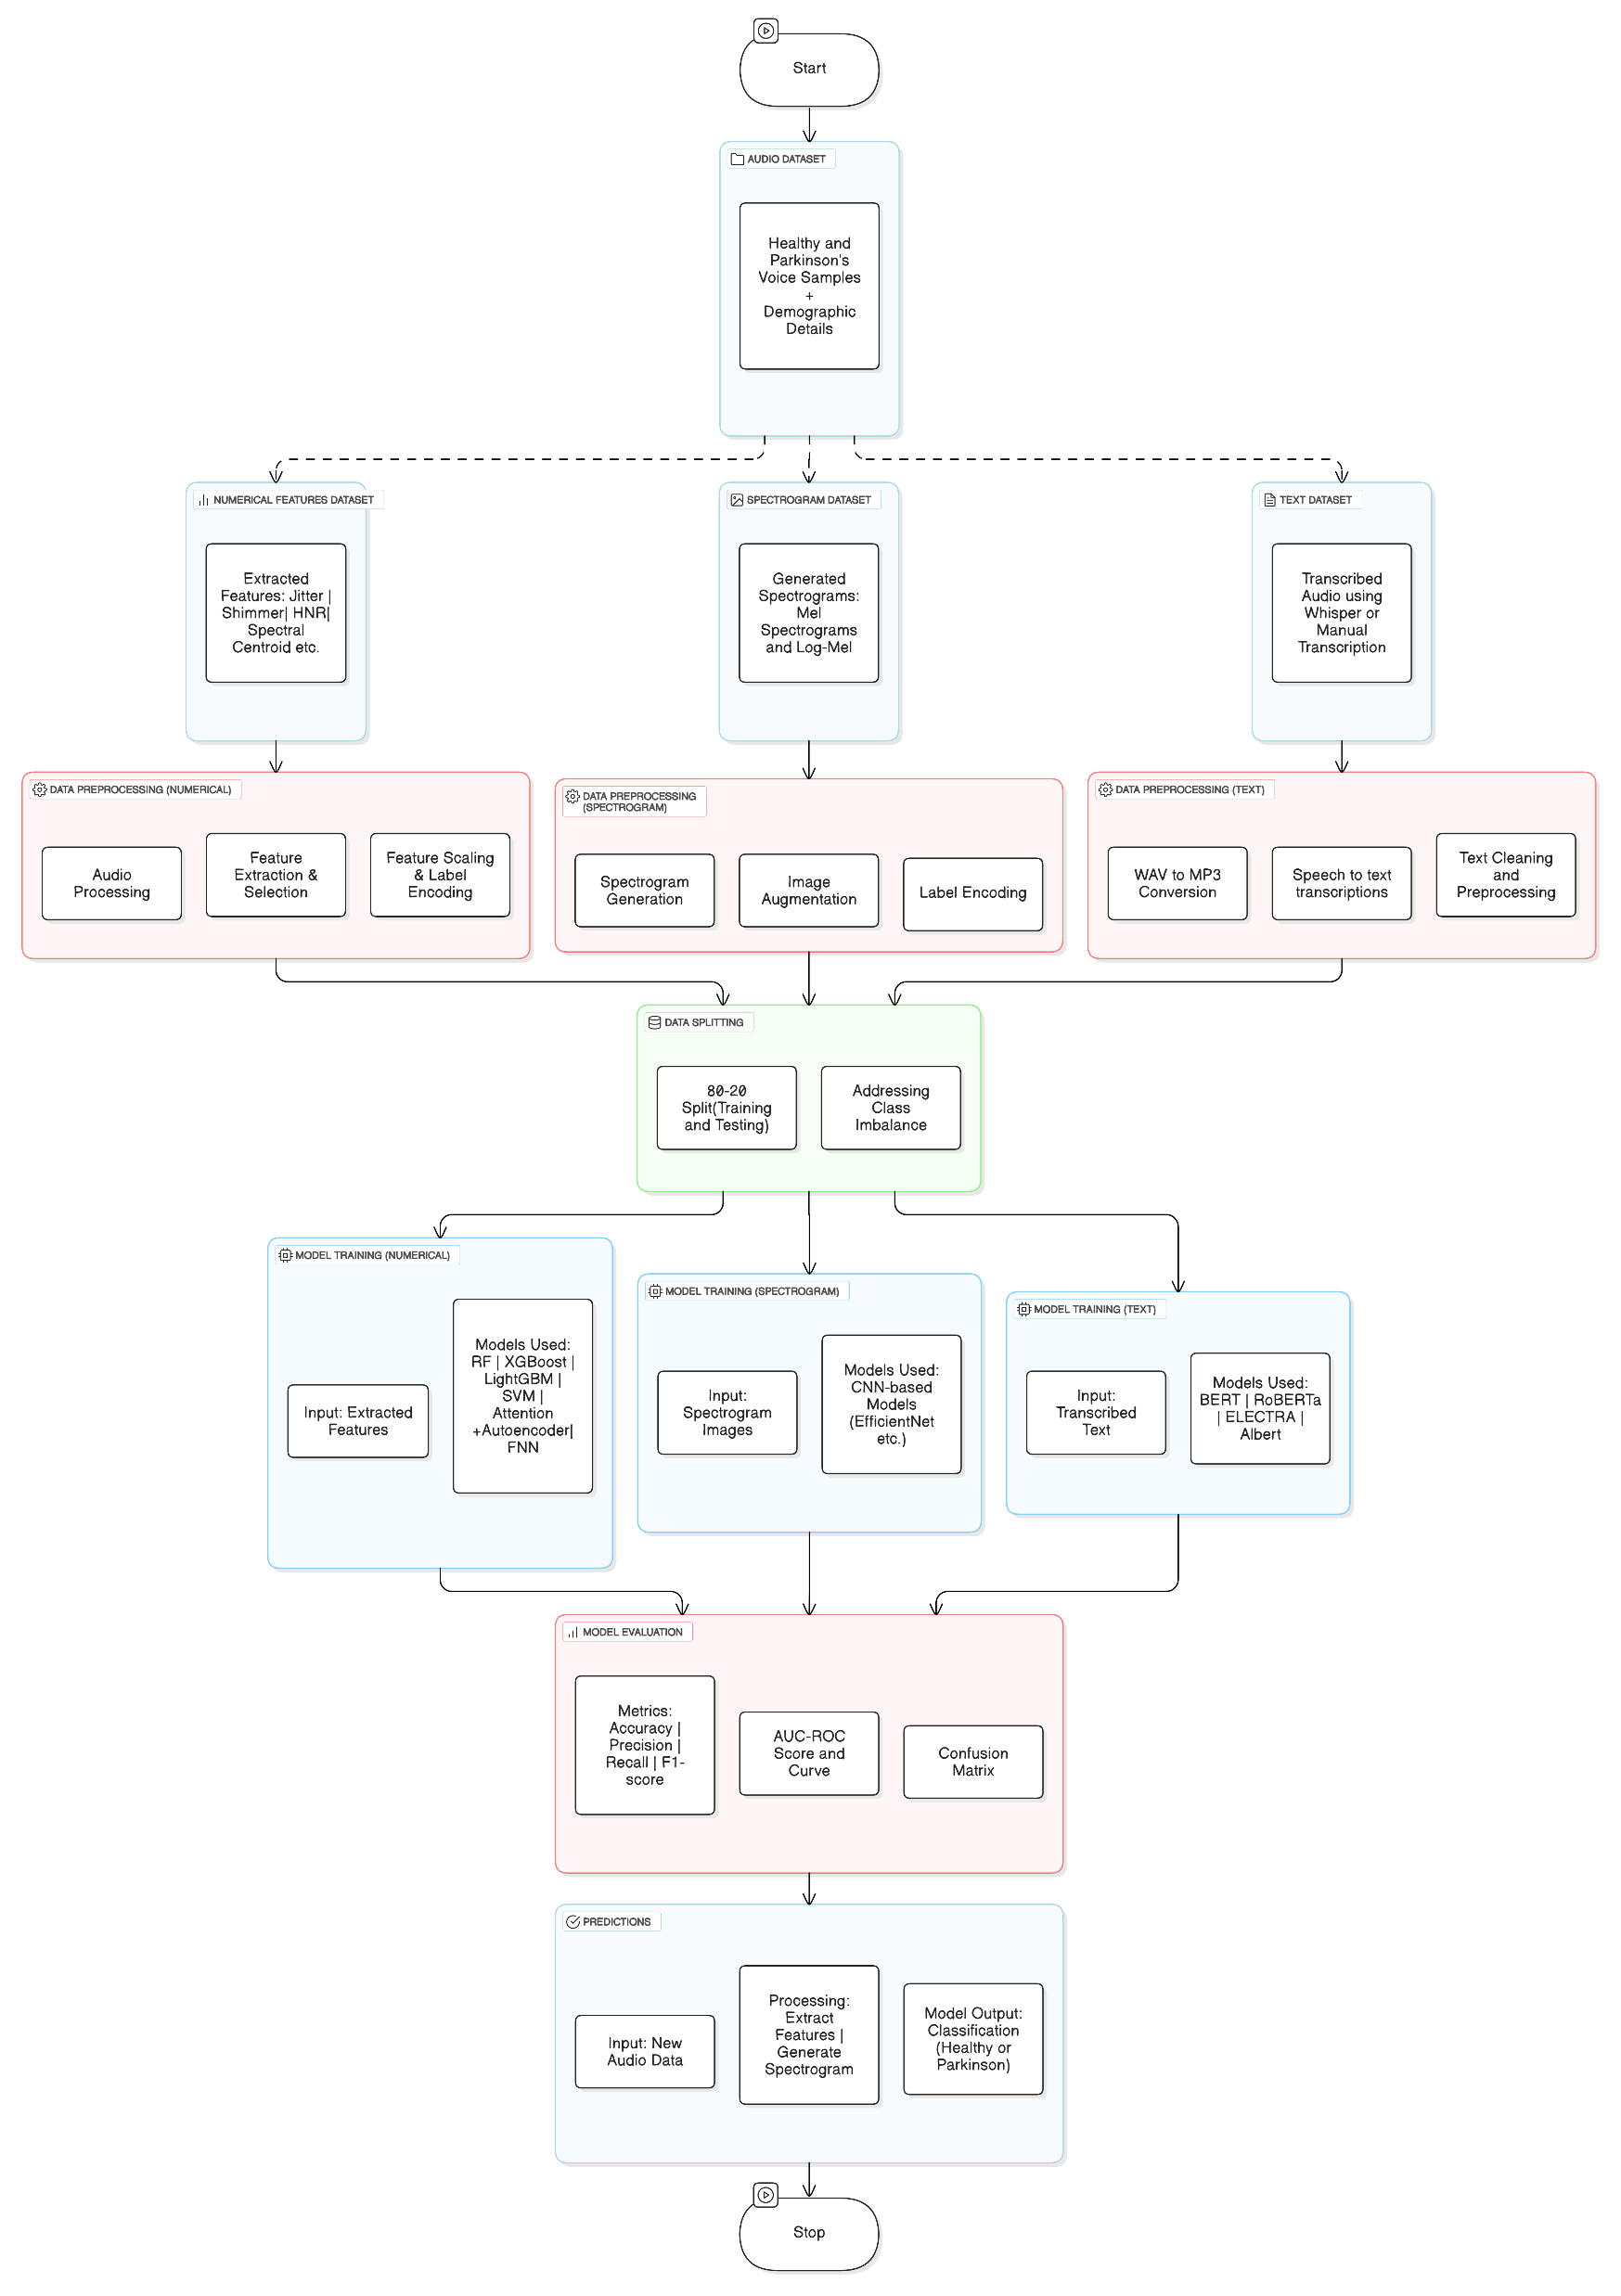 Start
AUDIO DATASET
Healthy and
Parkinson's
Voice Samples
+
Demographic
Details
NUMERICAL FEATURES DATASET
Extracted
Features: Jitter |
Shimmer| HNR|
Spectral
Centroid etc.
SPECTROGRAM DATASET
Generated
Spectrograms:
Mel
Spectrograms
and Log-Mel
TEXT DATASET
Transcribed
Audio using
Whisper or
Manual
Transcription
DATA PREPROCESSING (NUMERICAL)
Audio
Processing
Feature
Extraction &
Selection
Feature Scaling
& Label
Encoding
DATA PREPROCESSING
(SPECTROGRAM)
Spectrogram
Generation
Image
Augmentation
Label Encoding
DATA PREPROCESSING (TEXT)
WAV to MP3
Conversion
Speech to text
transcriptions
Text Cleaning
and
Preprocessing
DATA SPLITTING
80-20
Split(Training
and Testing)
Addressing
Class
Imbalance
MODEL TRAINING (NUMERICAL)
Input: Extracted
Features
Models Used:
RF | XGBoost |
LightGBM |
SVM |
Attention
+Autoencoder|
FNN
MODEL TRAINING (SPECTROGRAM)
Input:
Spectrogram
Images
Models Used:
CNN-based
Models
(EfficientNet
etc.)
MODEL TRAINING (TEXT)
Input:
Transcribed
Text
Models Used:
BERT | RoBERTa
| ELECTRA |
Albert
MODEL EVALUATION
Metrics:
Accuracy |
Precision |
Recall | F1-
score
AUC-ROC
Score and
Curve
Confusion
Matrix
PREDICTIONS
Input: New
Audio Data
Processing:
Extract
Features |
Generate
Spectrogram
Model Output:
Classification
(Healthy or
Parkinson)
Stop